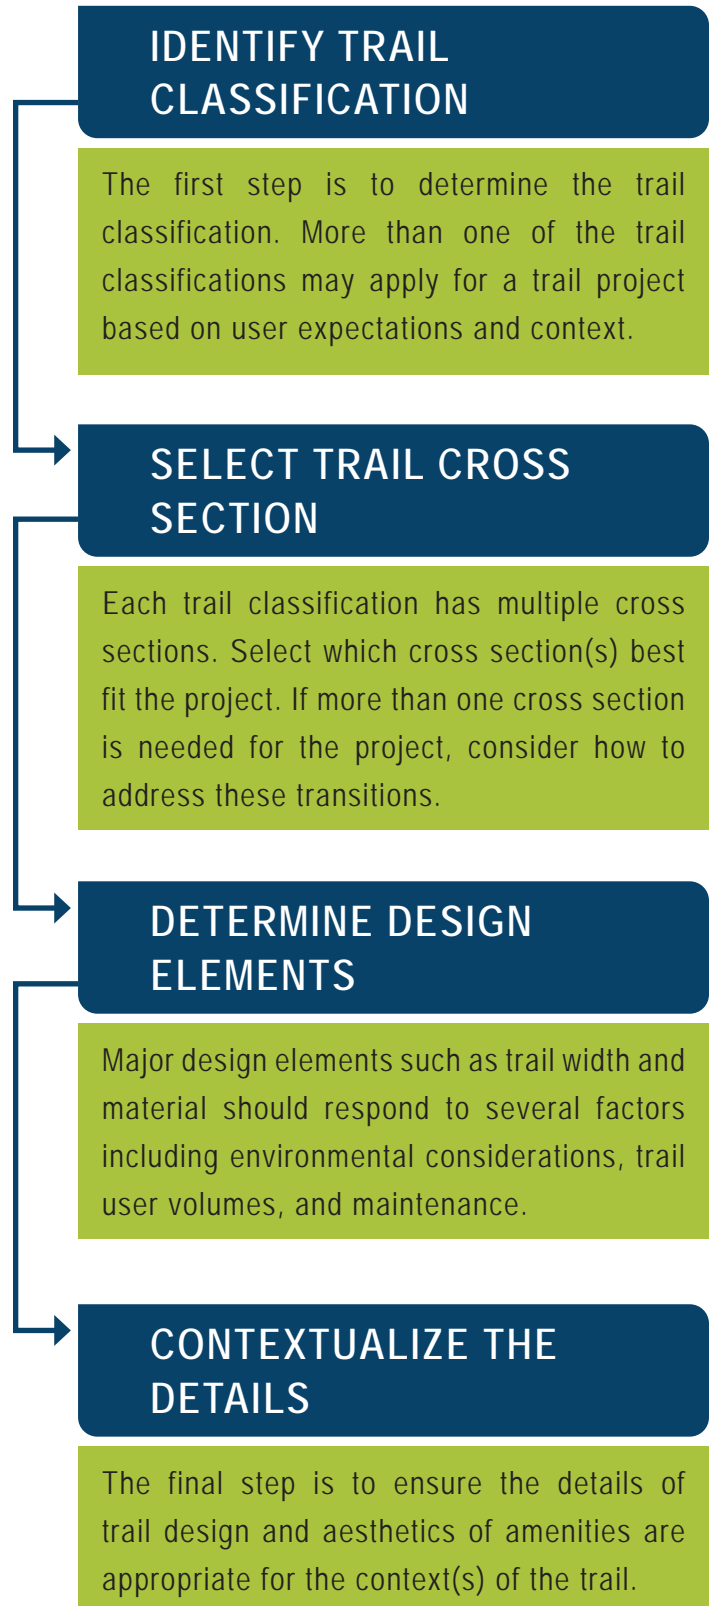 IDENTIFY TRAIL
CLASSIFICATION
The first step is to determine the trail
classification. More than one of the trail
classifications may apply for a trail project
based on user expectations and context.
SELECT TRAIL CROSS
SECTION
Each trail classification has multiple cross
sections. Select which cross section(s) best
fit the project. If more than one cross section
is needed for the project, consider how to
address these transitions.
DETERMINE DESIGN
ELEMENTS
Major design elements such as trail width and
material should respond to several factors
including environmental considerations, trail
user volumes, and maintenance.
CONTEXTUALIZE THE
DETAILS
The final step is to ensure the details of
trail design and aesthetics of amenities are
appropriate for the context(s) of the trail.